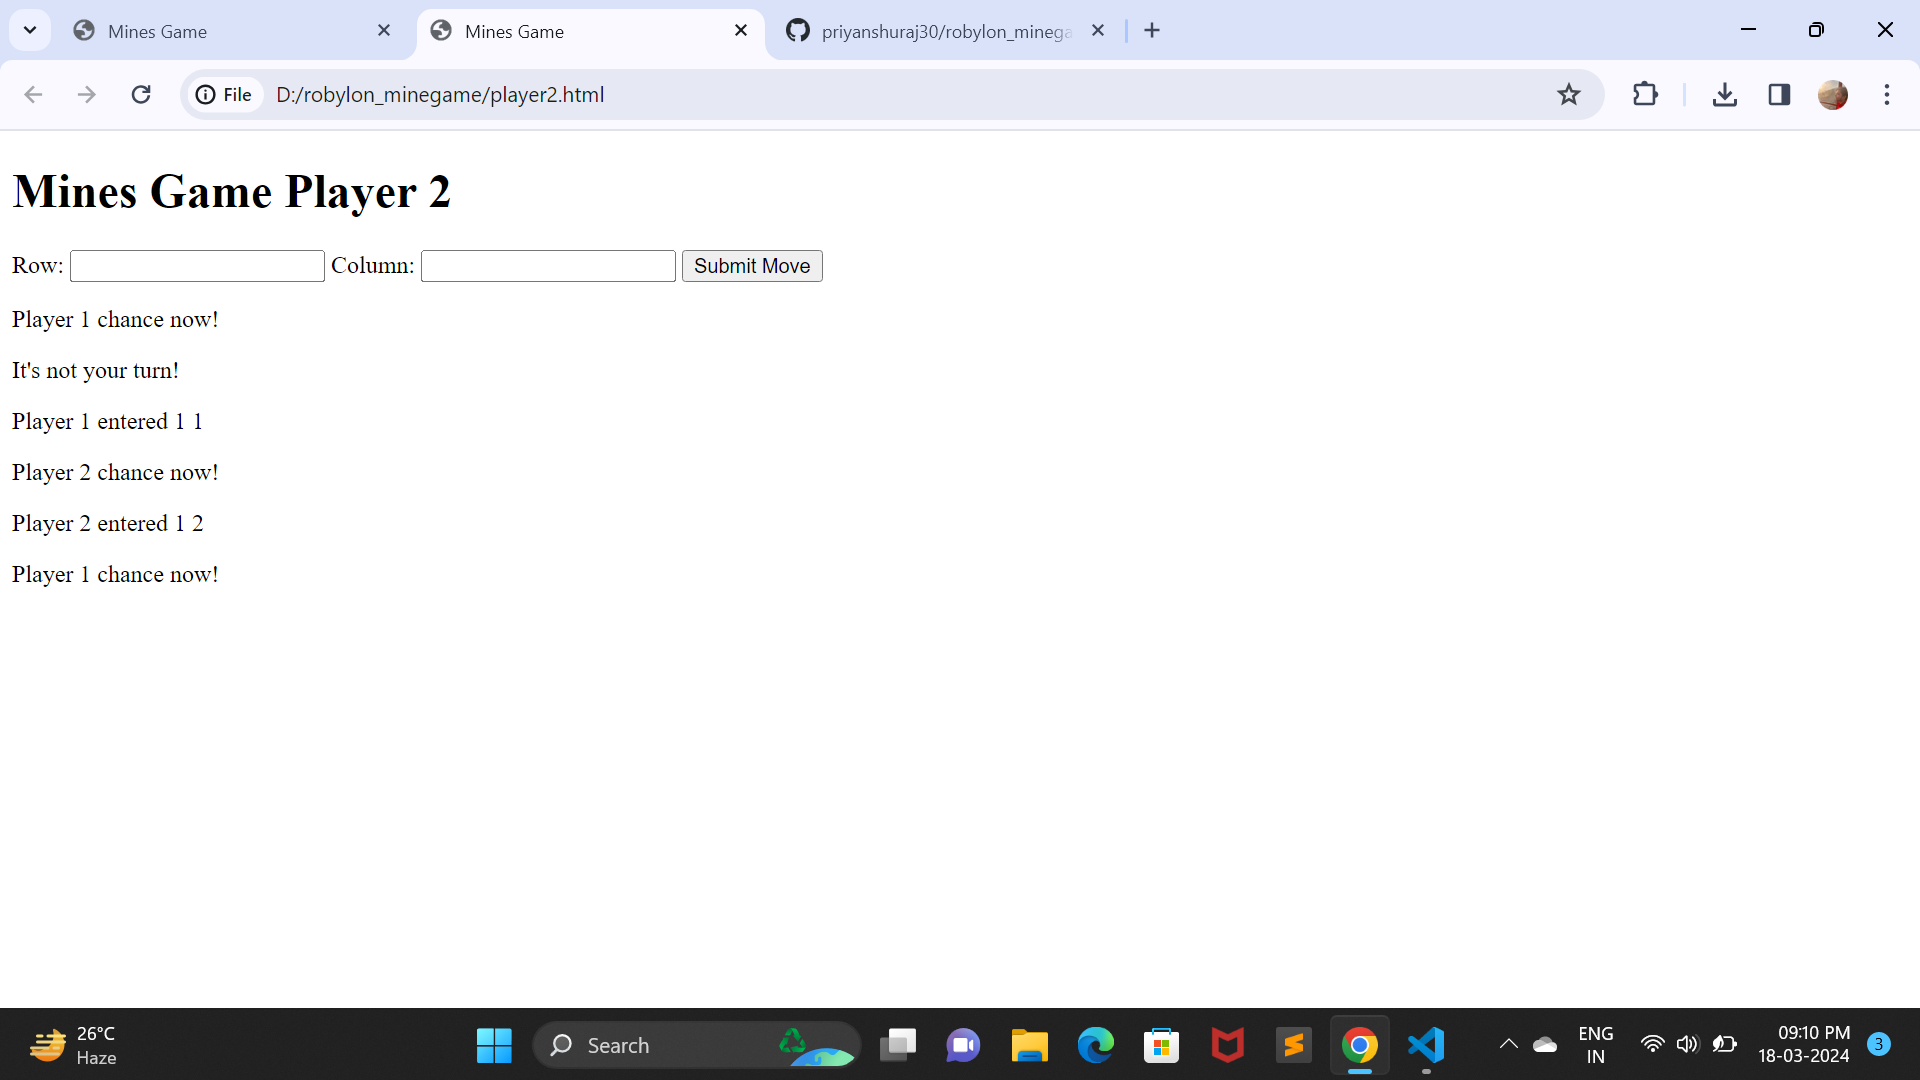 Mines Game
Mines Game
priyanshuraj30/robylon_minega
File
D:/robylon_minegame/player2.html
Mines Game Player 2
Row: Column: Submit Move
Player 1 chance now!
It's not your turn!
Player 1 entered 1 1
Player 2 chance now!
Player 2 entered 1 2
Player 1 chance now!
26°C
Haze
Search
ENG
IN
09:10 PM
18-03-2024
3